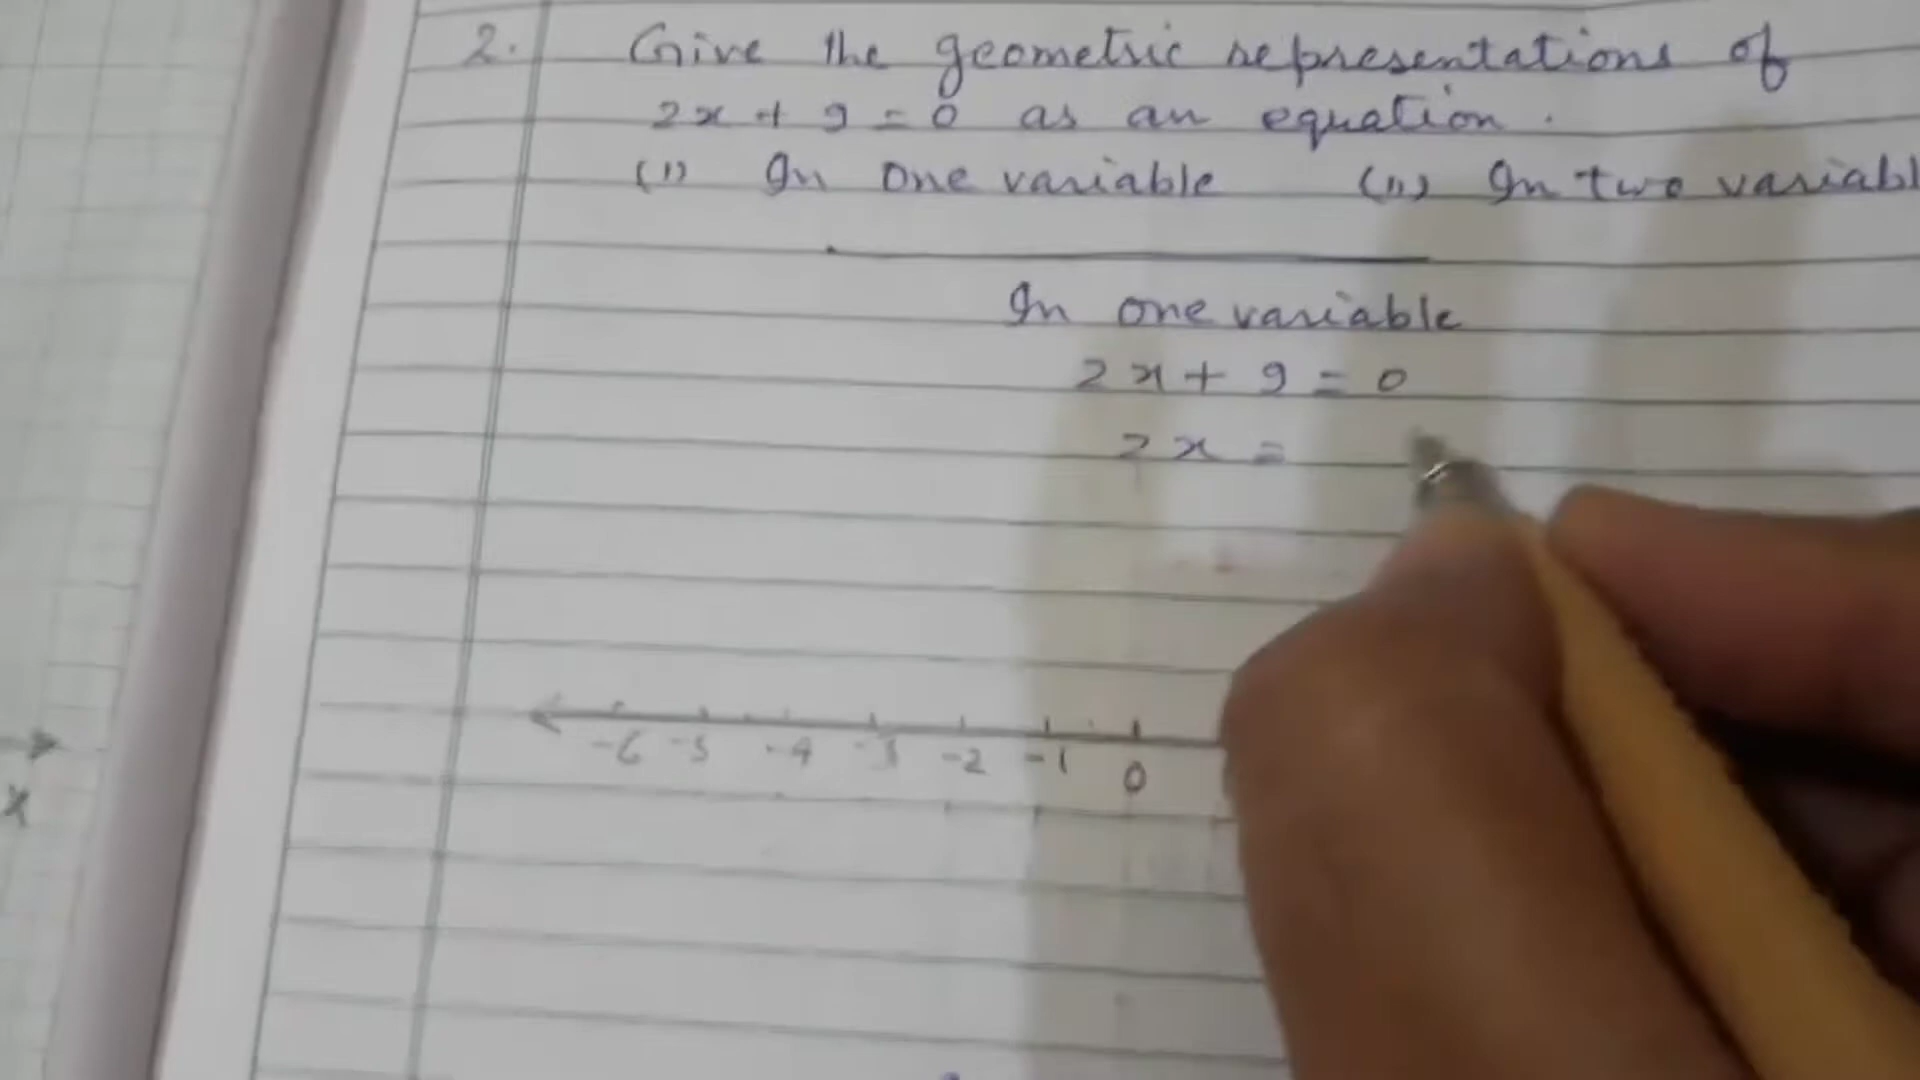 2. Give the geometric representations of
2x + 9 = 0 as an equation.
(i) In one variable (ii) In two variabl
In one variable
2x + 9 = 0
2x =
-6 -5 -4 -3 -2 -1 0
x